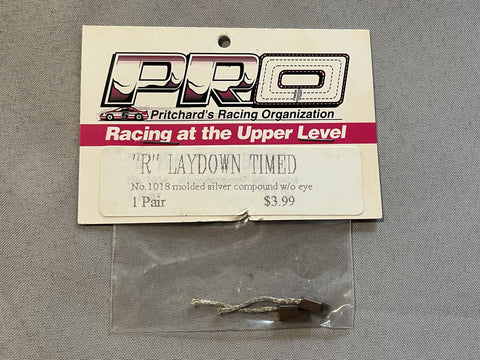 PRO
Pritchard's Racing Organization
Racing at the Upper Level
"R" LAYDOWN TIMED
No.1018 molded silver compound w/o eye
1 Pair $3.99